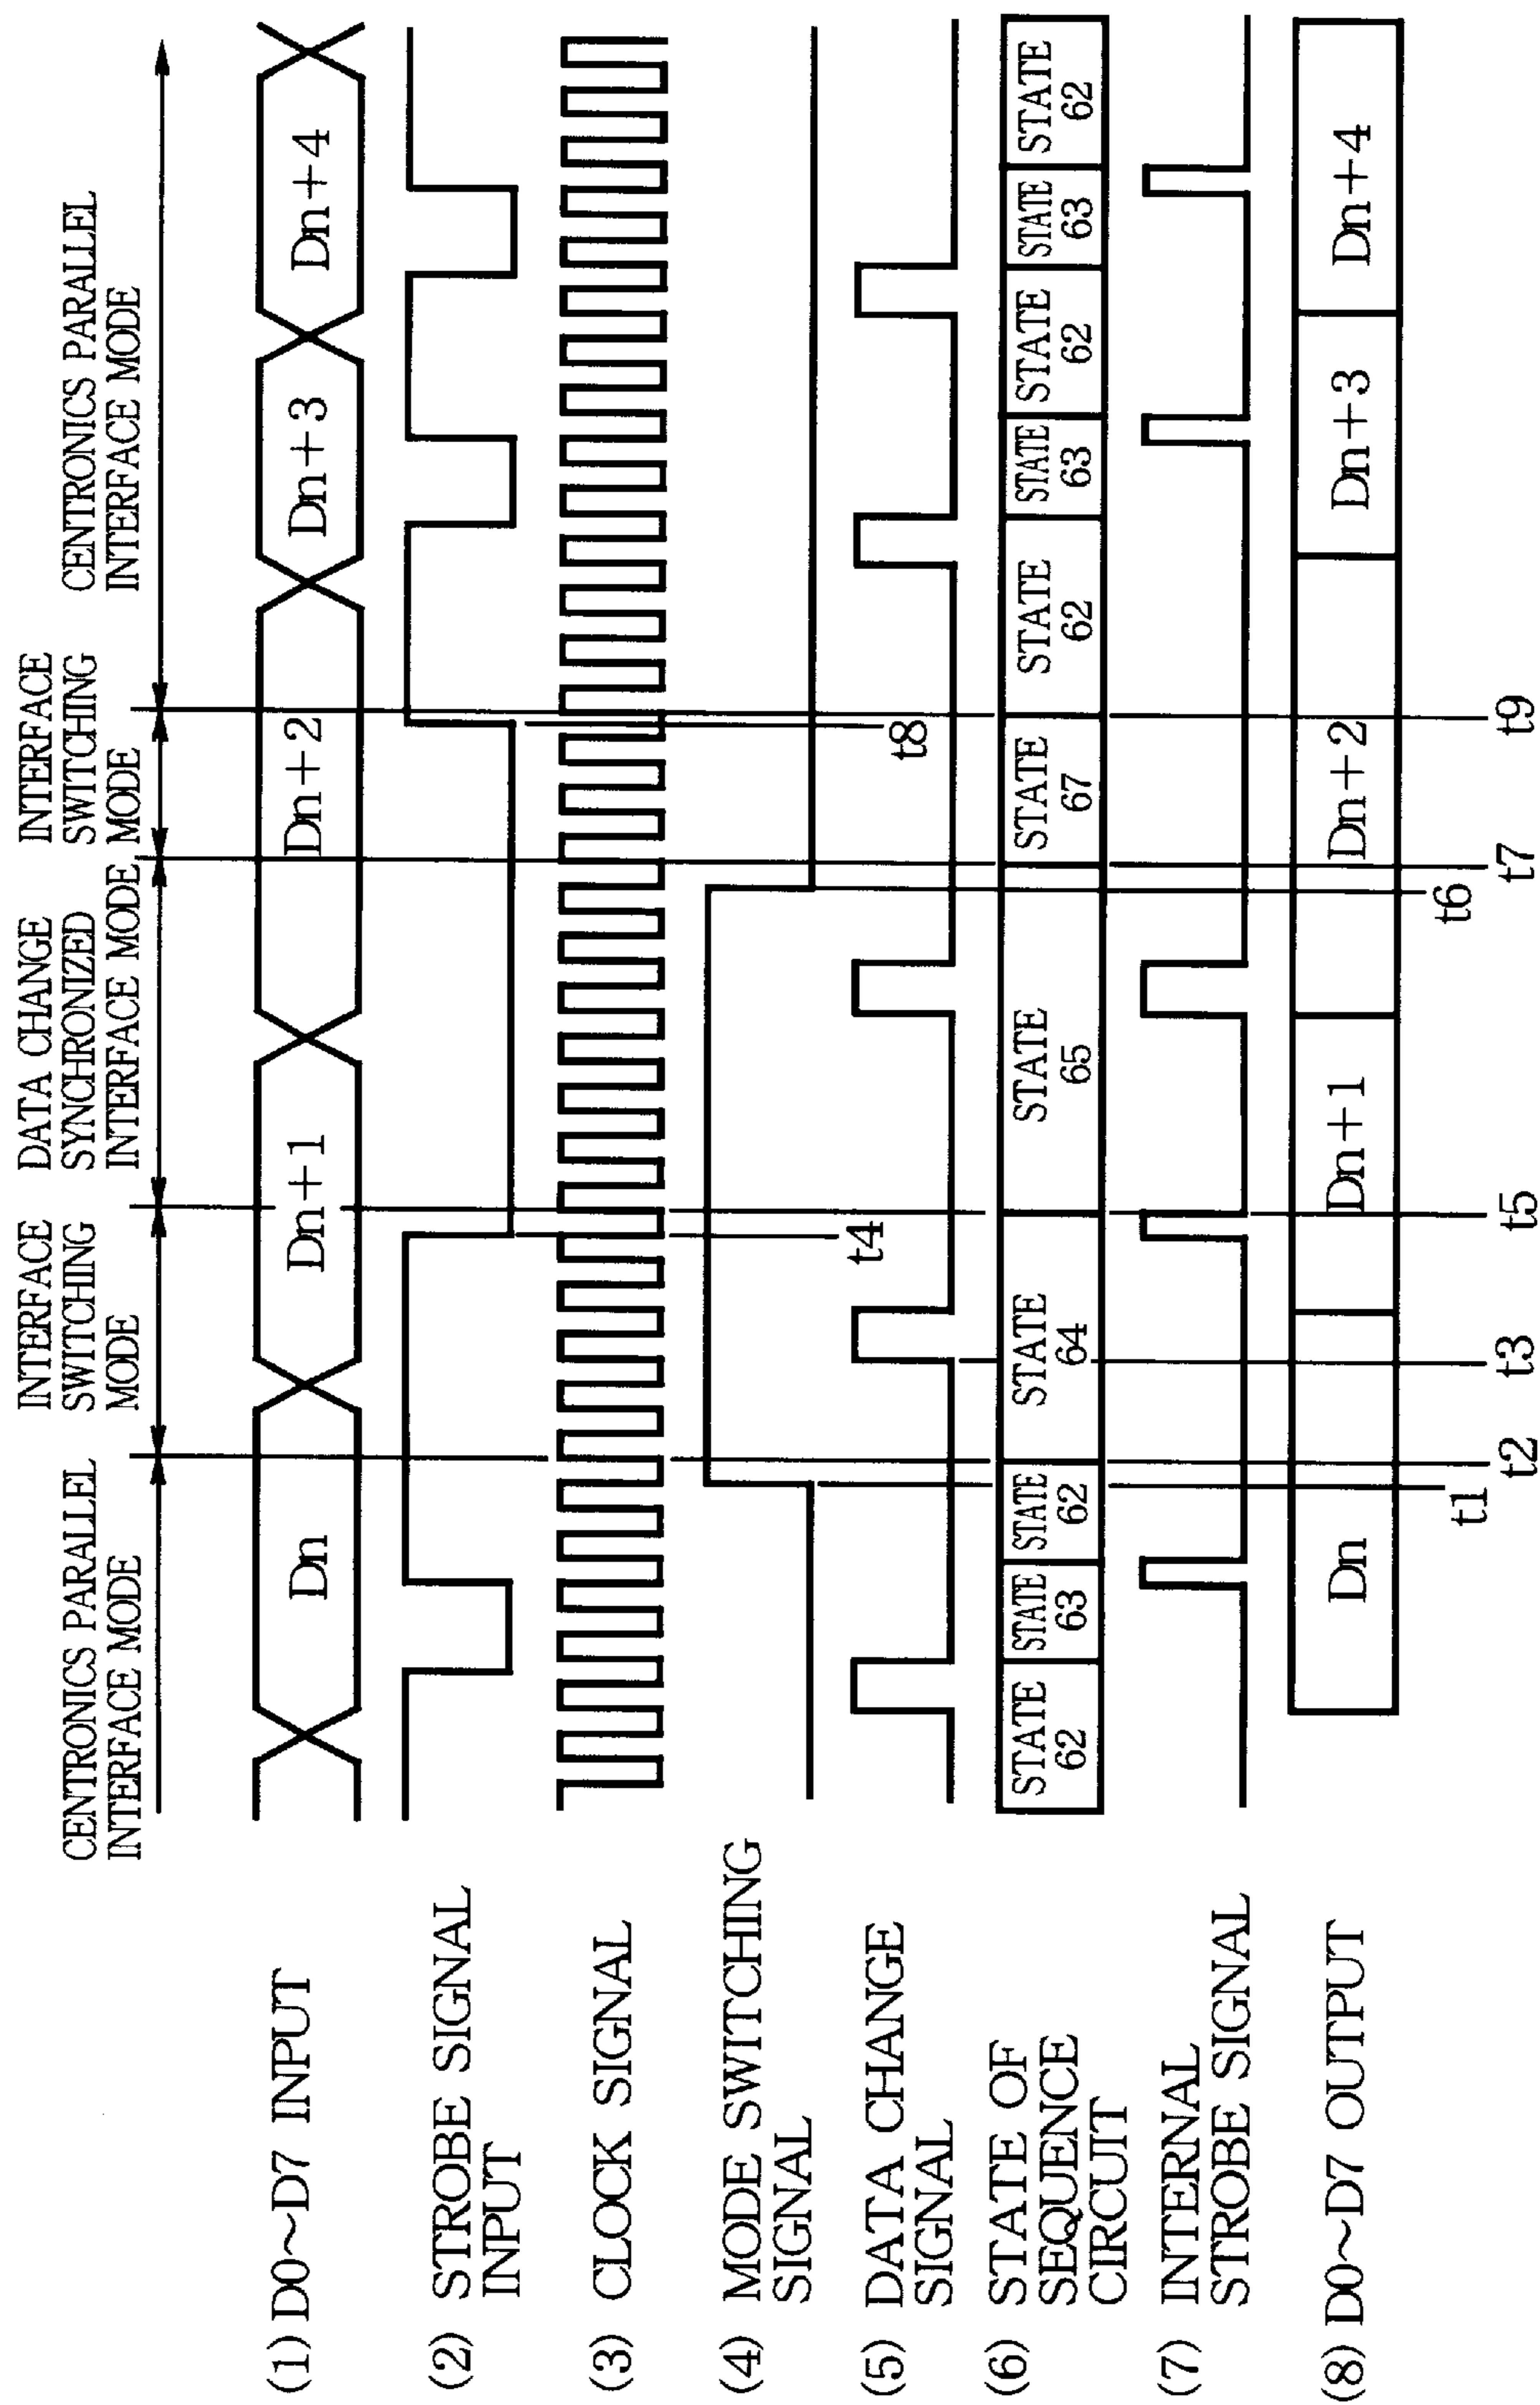 CENTRONICS PARALLEL
INTERFACE MODE
INTERFACE
SWITCHING
MODE
DATA CHANGE
SYNCHRONIZED
INTERFACE MODE
INTERFACE
SWITCHING
MODE
CENTRONICS PARALLEL
INTERFACE MODE
(1) D0~D7 INPUT
Dn
Dn+1
Dn+2
Dn+3
Dn+4
(2) STROBE SIGNAL
INPUT
(3) CLOCK SIGNAL
(4) MODE SWITCHING
SIGNAL
t4
t8
(5) DATA CHANGE
SIGNAL
(6) STATE OF
SEQUENCE
CIRCUIT
STATE
62
STATE
63
STATE
62
STATE
64
STATE
65
STATE
67
STATE
62
STATE
63
STATE
62
STATE
63
STATE
62
(7) INTERNAL
STROBE SIGNAL
(8) D0~D7 OUTPUT
Dn
Dn+1
Dn+2
Dn+3
Dn+4
t1
t2
t3
t5
t6
t7
t9